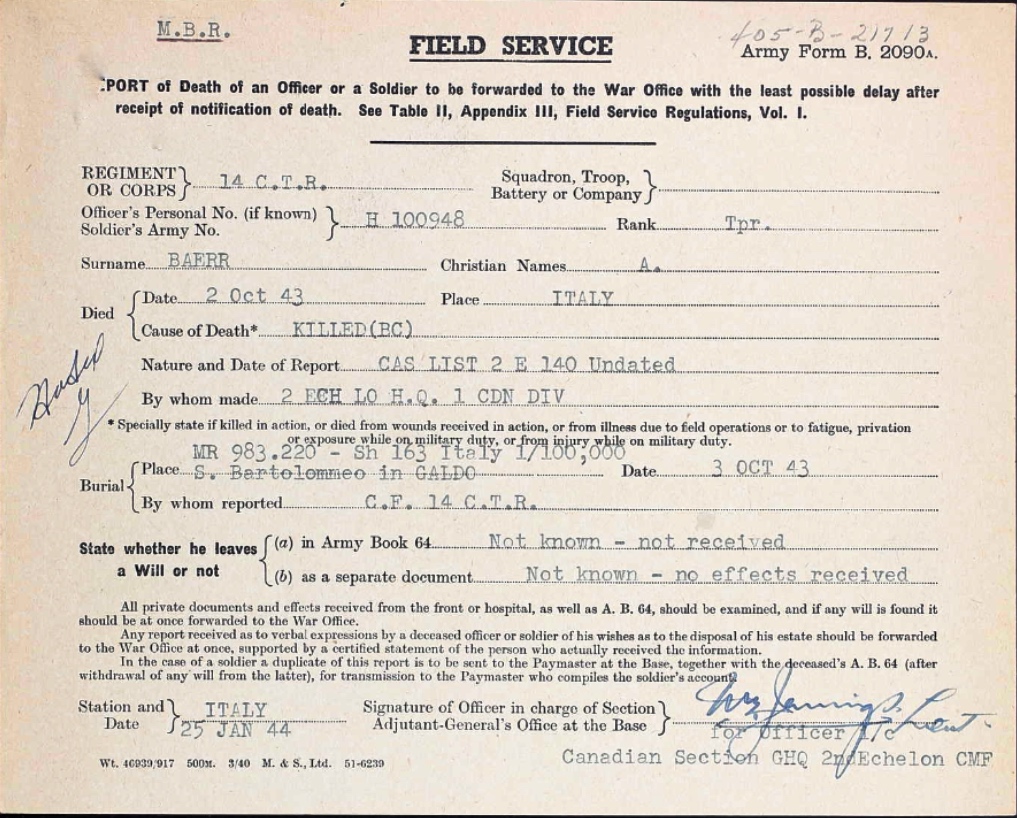 M.B.R.
405-B-21713
FIELD SERVICE
Army Form B. 2090A.
PORT of Death of an Officer or a Soldier to be forwarded to the War Office with the least possible delay after
receipt of notification of death. See Table II, Appendix III, Field Service Regulations, Vol. I.
REGIMENT OR CORPS } 14 C.T.R. Squadron, Troop, Battery or Company }
Officer's Personal No. (if known) Soldier's Army No. } H 100948 Rank Tpr.
Surname BAERR Christian Names A.
Died { Date 2 Oct 43 Place ITALY
Cause of Death* KILLED(BC)
Nature and Date of Report CAS LIST 2 E 140 Undated
By whom made 2 ECH LO H.Q. 1 CDN DIV
* Specially state if killed in action, or died from wounds received in action, or from illness due to field operations or to fatigue, privation
or exposure while on military duty, or from injury while on military duty.
MR 983.220 - Sh 163 Italy 1/100,000
Burial { Place S. Bartolommeo in GALDO Date 3 OCT 43
By whom reported C.F. 14 C.T.R.
State whether he leaves a Will or not { (a) in Army Book 64 Not known - not received
(b) as a separate document Not known - no effects received
All private documents and effects received from the front or hospital, as well as A. B. 64, should be examined, and if any will is found it
should be at once forwarded to the War Office.
Any report received as to verbal expressions by a deceased officer or soldier of his wishes as to the disposal of his estate should be forwarded
to the War Office at once, supported by a certified statement of the person who actually received the information.
In the case of a soldier a duplicate of this report is to be sent to the Paymaster at the Base, together with the deceased's A. B. 64 (after
withdrawal of any will from the latter), for transmission to the Paymaster who compiles the soldier's account.
Station and Date } ITALY 25 JAN 44 Signature of Officer in charge of Section Adjutant-General's Office at the Base } Jennings Lieut.
for Officer i/c
Canadian Section GHQ 2nd Echelon CMF
Wt. 46939/917 500M. 3/40 M. & S., Ltd. 51-6239